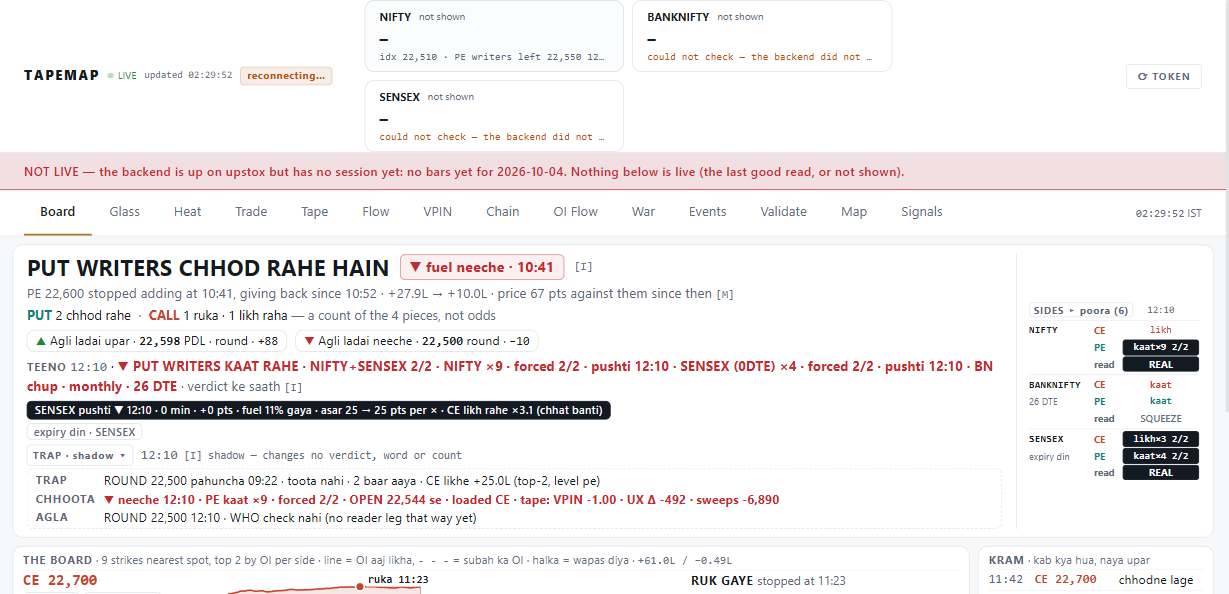 NIFTY not shown
–
idx 22,510 · PE writers left 22,550 12…
BANKNIFTY not shown
–
could not check – the backend did not …
TAPEMAP LIVE updated 02:29:52 reconnecting…
⟳ TOKEN
SENSEX not shown
–
could not check – the backend did not …
NOT LIVE — the backend is up on upstox but has no session yet: no bars yet for 2026-10-04. Nothing below is live (the last good read, or not shown).
Board Glass Heat Trade Tape Flow VPIN Chain OI Flow War Events Validate Map Signals 02:29:52 IST
PUT WRITERS CHHOD RAHE HAIN ▼ fuel neeche · 10:41 [I]
PE 22,600 stopped adding at 10:41, giving back since 10:52 · +27.9L → +10.0L · price 67 pts against them since then [M]
PUT 2 chhod rahe · CALL 1 ruka · 1 likh raha — a count of the 4 pieces, not odds
▲ Agli ladai upar · 22,598 PDL · round · +88 ▼ Agli ladai neeche · 22,500 round · −10
TEENO 12:10 · ▼ PUT WRITERS KAAT RAHE · NIFTY+SENSEX 2/2 · NIFTY ×9 · forced 2/2 · pushti 12:10 · SENSEX (0DTE) ×4 · forced 2/2 · pushti 12:10 · BN
chup · monthly · 26 DTE · verdict ke saath [I]
SENSEX pushti ▼ 12:10 · 0 min · +0 pts · fuel 11% gaya · asar 25 → 25 pts per × · CE likh rahe ×3.1 (chhat banti)
expiry din · SENSEX
TRAP · shadow ▾ 12:10 [I] shadow — changes no verdict, word or count
TRAP ROUND 22,500 pahuncha 09:22 · toota nahi · 2 baar aaya · CE likhe +25.0L (top-2, level pe)
CHHOTA ▼ neeche 12:10 · PE kaat ×9 · forced 2/2 · OPEN 22,544 se · loaded CE · tape: VPIN -1.00 · UX Δ -492 · sweeps -6,890
AGLA ROUND 22,500 12:10 · WHO check nahi (no reader leg that way yet)
SIDES ▸ poora (6) 12:10
NIFTY CE likh
PE kaat×9 2/2
read REAL
BANKNIFTY CE kaat
26 DTE PE kaat
read SQUEEZE
SENSEX CE likh×3 2/2
expiry din PE kaat×4 2/2
read REAL
THE BOARD · 9 strikes nearest spot, top 2 by OI per side · line = OI aaj likha, - - - = subah ka OI · halka = wapas diya · +61.0L / −0.49L
CE 22,700 ruka 11:23 RUK GAYE stopped at 11:23
KRAM · kab kya hua, naya upar
11:42 CE 22,700 chhodne lage